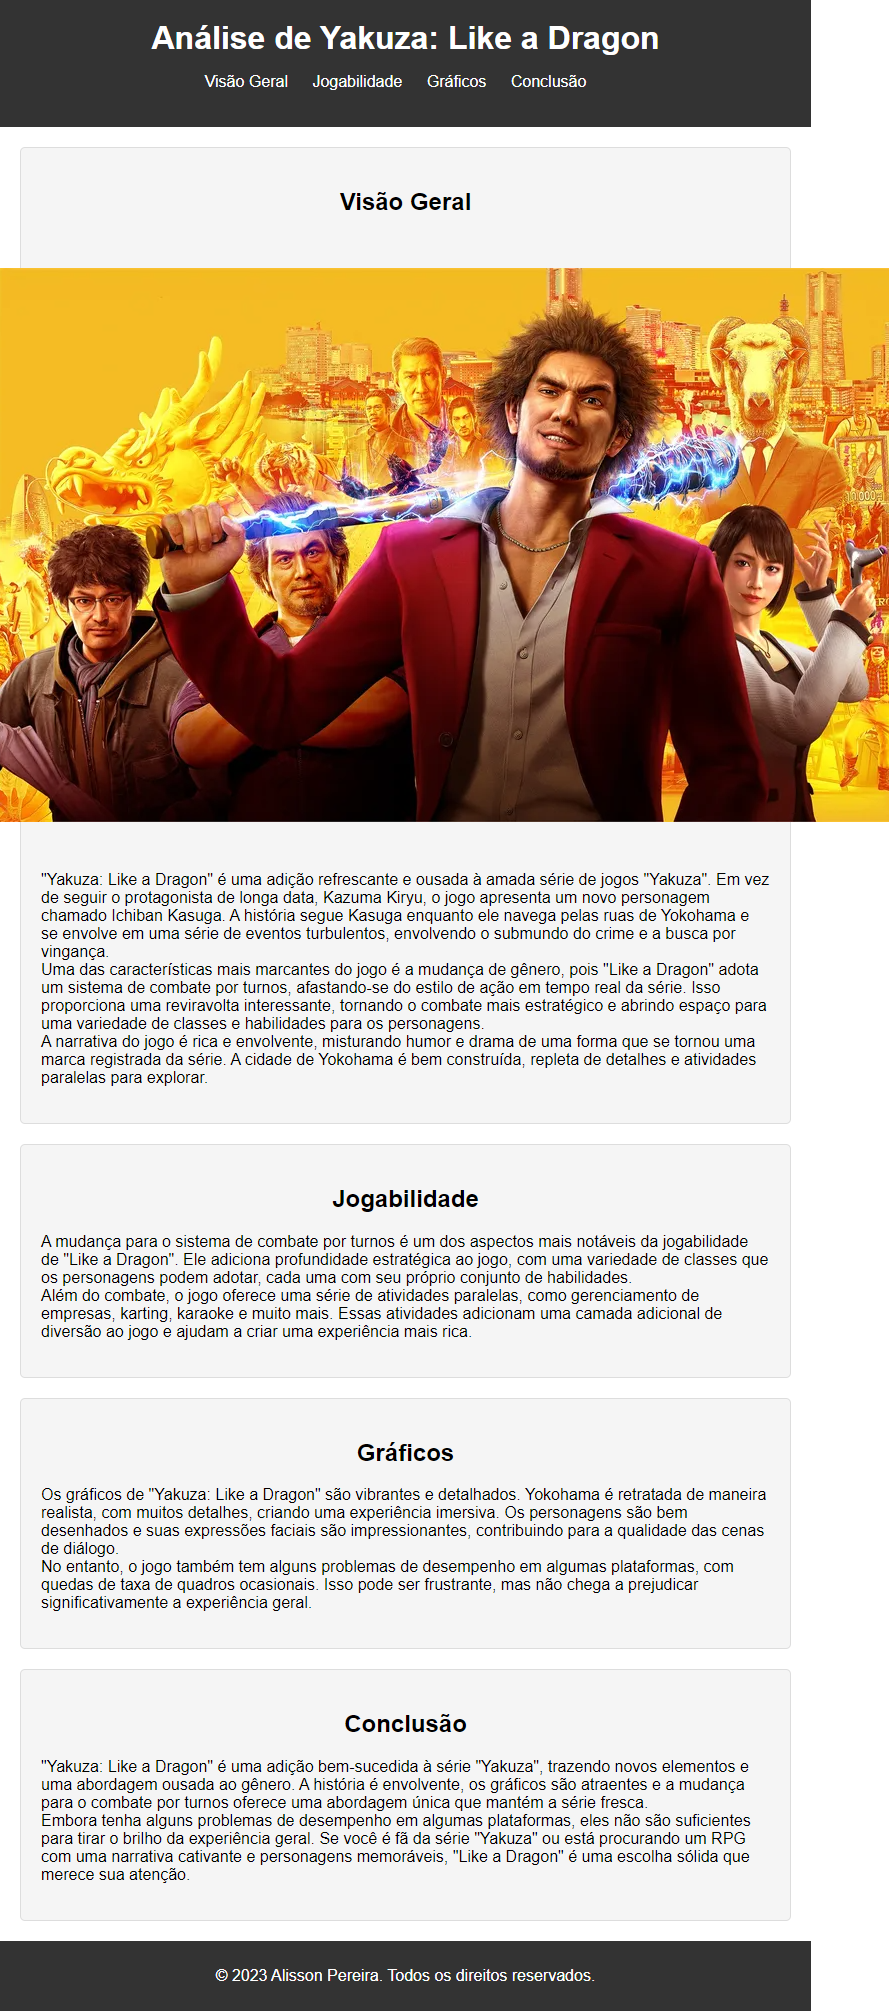 Análise de Yakuza: Like a Dragon
Visão Geral Jogabilidade Gráficos Conclusão
Visão Geral
10,000
"Yakuza: Like a Dragon" é uma adição refrescante e ousada à amada série de jogos "Yakuza". Em vez
de seguir o protagonista de longa data, Kazuma Kiryu, o jogo apresenta um novo personagem
chamado Ichiban Kasuga. A história segue Kasuga enquanto ele navega pelas ruas de Yokohama e
se envolve em uma série de eventos turbulentos, envolvendo o submundo do crime e a busca por
vingança.
Uma das características mais marcantes do jogo é a mudança de gênero, pois "Like a Dragon" adota
um sistema de combate por turnos, afastando-se do estilo de ação em tempo real da série. Isso
proporciona uma reviravolta interessante, tornando o combate mais estratégico e abrindo espaço para
uma variedade de classes e habilidades para os personagens.
A narrativa do jogo é rica e envolvente, misturando humor e drama de uma forma que se tornou uma
marca registrada da série. A cidade de Yokohama é bem construída, repleta de detalhes e atividades
paralelas para explorar.
Jogabilidade
A mudança para o sistema de combate por turnos é um dos aspectos mais notáveis da jogabilidade
de "Like a Dragon". Ele adiciona profundidade estratégica ao jogo, com uma variedade de classes que
os personagens podem adotar, cada uma com seu próprio conjunto de habilidades.
Além do combate, o jogo oferece uma série de atividades paralelas, como gerenciamento de
empresas, karting, karaoke e muito mais. Essas atividades adicionam uma camada adicional de
diversão ao jogo e ajudam a criar uma experiência mais rica.
Gráficos
Os gráficos de "Yakuza: Like a Dragon" são vibrantes e detalhados. Yokohama é retratada de maneira
realista, com muitos detalhes, criando uma experiência imersiva. Os personagens são bem
desenhados e suas expressões faciais são impressionantes, contribuindo para a qualidade das cenas
de diálogo.
No entanto, o jogo também tem alguns problemas de desempenho em algumas plataformas, com
quedas de taxa de quadros ocasionais. Isso pode ser frustrante, mas não chega a prejudicar
significativamente a experiência geral.
Conclusão
"Yakuza: Like a Dragon" é uma adição bem-sucedida à série "Yakuza", trazendo novos elementos e
uma abordagem ousada ao gênero. A história é envolvente, os gráficos são atraentes e a mudança
para o combate por turnos oferece uma abordagem única que mantém a série fresca.
Embora tenha alguns problemas de desempenho em algumas plataformas, eles não são suficientes
para tirar o brilho da experiência geral. Se você é fã da série "Yakuza" ou está procurando um RPG
com uma narrativa cativante e personagens memoráveis, "Like a Dragon" é uma escolha sólida que
merece sua atenção.
© 2023 Alisson Pereira. Todos os direitos reservados.